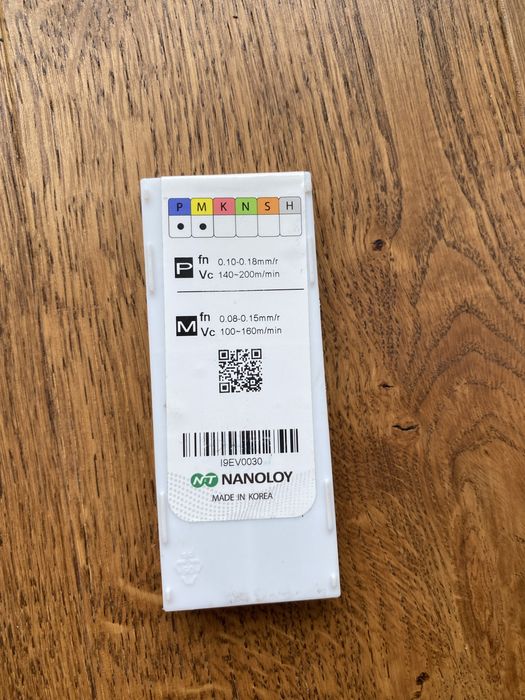 P M K N S H
P fn 0.10-0.18mm/r
Vc 140~200m/min
M fn 0.08-0.15mm/r
Vc 100~160m/min
I9EV0030
NT NANOLOY
MADE IN KOREA